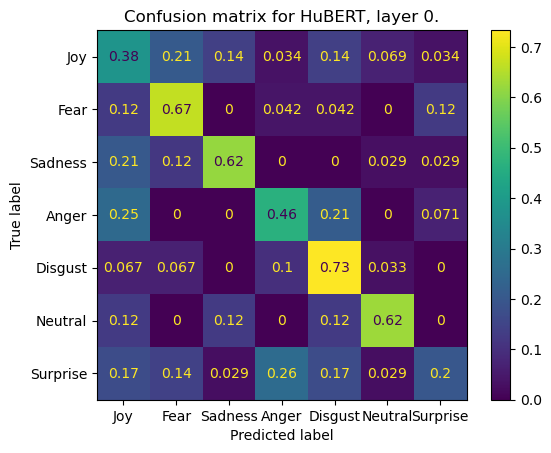 Confusion matrix for HuBERT, layer 0.
True label
Joy 0.38 0.21 0.14 0.034 0.14 0.069 0.034
Fear 0.12 0.67 0 0.042 0.042 0 0.12
Sadness 0.21 0.12 0.62 0 0 0.029 0.029
Anger 0.25 0 0 0.46 0.21 0 0.071
Disgust 0.067 0.067 0 0.1 0.73 0.033 0
Neutral 0.12 0 0.12 0 0.12 0.62 0
Surprise 0.17 0.14 0.029 0.26 0.17 0.029 0.2
Joy Fear Sadness Anger Disgust Neutral Surprise
Predicted label
0.7
0.6
0.5
0.4
0.3
0.2
0.1
0.0